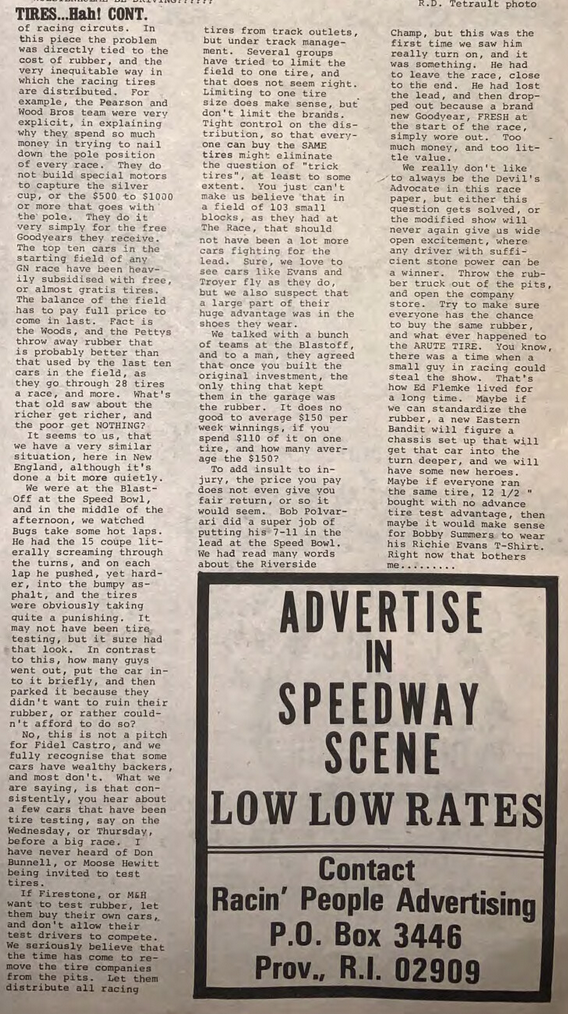 R.D. Tetrault photo
TIRES...Hah! CONT.
of racing circuts. In
this piece the problem
was directly tied to the
cost of rubber, and the
very inequitable way in
which the racing tires
are distributed. For
example, the Pearson and
Wood Bros team were very
explicit, in explaining
why they spend so much
money in trying to nail
down the pole position
of every race. They do
not build special motors
to capture the silver
cup, or the $500 to $1000
or more that goes with
the pole. They do it
very simply for the free
Goodyears they receive.
The top ten cars in the
starting field of any
GN race have been heav-
ily subsidised with free,
or almost gratis tires.
The balance of the field
has to pay full price to
come in last. Fact is
the Woods, and the Pettys
throw away rubber that
is probably better than
that used by the last ten
cars in the field, as
they go through 28 tires
a race, and more. What's
that old saw about the
richer get richer, and
the poor get NOTHING?
It seems to us, that
we have a very similar
situation, here in New
England, although it's
done a bit more quietly.
We were at the Blast-
Off at the Speed Bowl,
and in the middle of the
afternoon, we watched
Bugs take some hot laps.
He had the 15 coupe lit-
erally screaming through
the turns, and on each
lap he pushed, yet hard-
er, into the bumpy as-
phalt, and the tires
were obviously taking
quite a punishing. It
may not have been tire
testing, but it sure had
that look. In contrast
to this, how many guys
went out, put the car in-
to it briefly, and then
parked it because they
didn't want to ruin their
rubber, or rather could-
n't afford to do so?
No, this is not a pitch
for Fidel Castro, and we
fully recognise that some
cars have wealthy backers,
and most don't. What we
are saying, is that con-
sistently, you hear about
a few cars that have been
tire testing, say on the
Wednesday, or Thursday,
before a big race. I
have never heard of Don
Bunnell, or Moose Hewitt
being invited to test
tires.
If Firestone, or M&H
want to test rubber, let
them buy their own cars,
and don't allow their
test drivers to compete.
We seriously believe that
the time has come to re-
move the tire companies
from the pits. Let them
distribute all racing
tires from track outlets,
but under track manage-
ment. Several groups
have tried to limit the
field to one tire, and
that does not seem right.
Limiting to one tire
size does make sense, but
don't limit the brands.
Tight control on the dis-
tribution, so that every-
one can buy the SAME
tires might eliminate
the question of "trick
tires", at least to some
extent. You just can't
make us believe that in
a field of 103 small
blocks, as they had at
The Race, that should
not have been a lot more
cars fighting for the
lead. Sure, we love to
see cars like Evans and
Troyer fly as they do,
but we also suspect that
a large part of their
huge advantage was in the
shoes they wear.
We talked with a bunch
of teams at the Blastoff,
and to a man, they agreed
that once you built the
original investment, the
only thing that kept
them in the garage was
the rubber. It does no
good to average $150 per
week winnings, if you
spend $110 of it on one
tire, and how many aver-
age the $150?
To add insult to in-
jury, the price you pay
does not even give you
fair return, or so it
would seem. Bob Polvar-
ari did a super job of
putting his 7-11 in the
lead at the Speed Bowl.
We had read many words
about the Riverside
Champ, but this was the
first time we saw him
really turn on, and it
was something. He had
to leave the race, close
to the end. He had lost
the lead, and then drop-
ped out because a brand
new Goodyear, FRESH at
the start of the race,
simply wore out. Too
much money, and too lit-
tle value.
We really don't like
to always be the Devil's
Advocate in this race
paper, but either this
question gets solved, or
the modified show will
never again give us wide
open excitement, where
any driver with suffi-
cient stone power can be
a winner. Throw the rub-
ber truck out of the pits,
and open the company
store. Try to make sure
everyone has the chance
to buy the same rubber,
and what ever happened to
the ARUTE TIRE. You know,
there was a time when a
small guy in racing could
steal the show. That's
how Ed Flemke lived for
a long time. Maybe if
we can standardize the
rubber, a new Eastern
Bandit will figure a
chassis set up that will
get that car into the
turn deeper, and we will
have some new heroes.
Maybe if everyone ran
the same tire, 12 1/2 "
bought with no advance
tire test advantage, then
maybe it would make sense
for Bobby Summers to wear
his Richie Evans T-Shirt.
Right now that bothers
me.........
ADVERTISE
IN
SPEEDWAY
SCENE
LOW LOW RATES
Contact
Racin' People Advertising
P.O. Box 3446
Prov., R.I. 02909